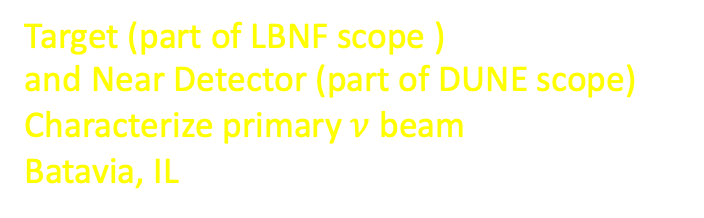 Target (part of LBNF scope )
and Near Detector (part of DUNE scope)
Characterize primary ν beam
Batavia, IL